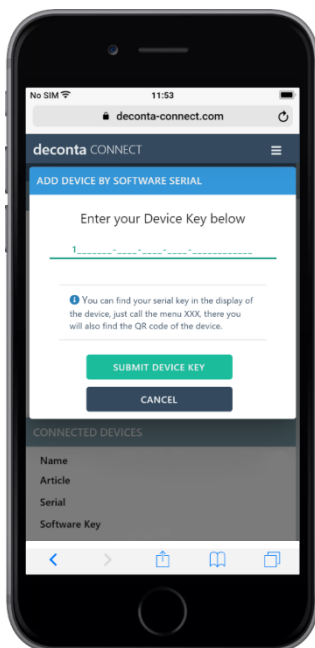 No SIM 11:53
deconta-connect.com
deconta CONNECT
ADD DEVICE BY SOFTWARE SERIAL
Enter your Device Key below
1_______-____-____-____-____________
You can find your serial key in the display of
the device, just call the menu XXX, there you
will also find the QR code of the device.
SUBMIT DEVICE KEY
CANCEL
CONNECTED DEVICES
Name
Article
Serial
Software Key